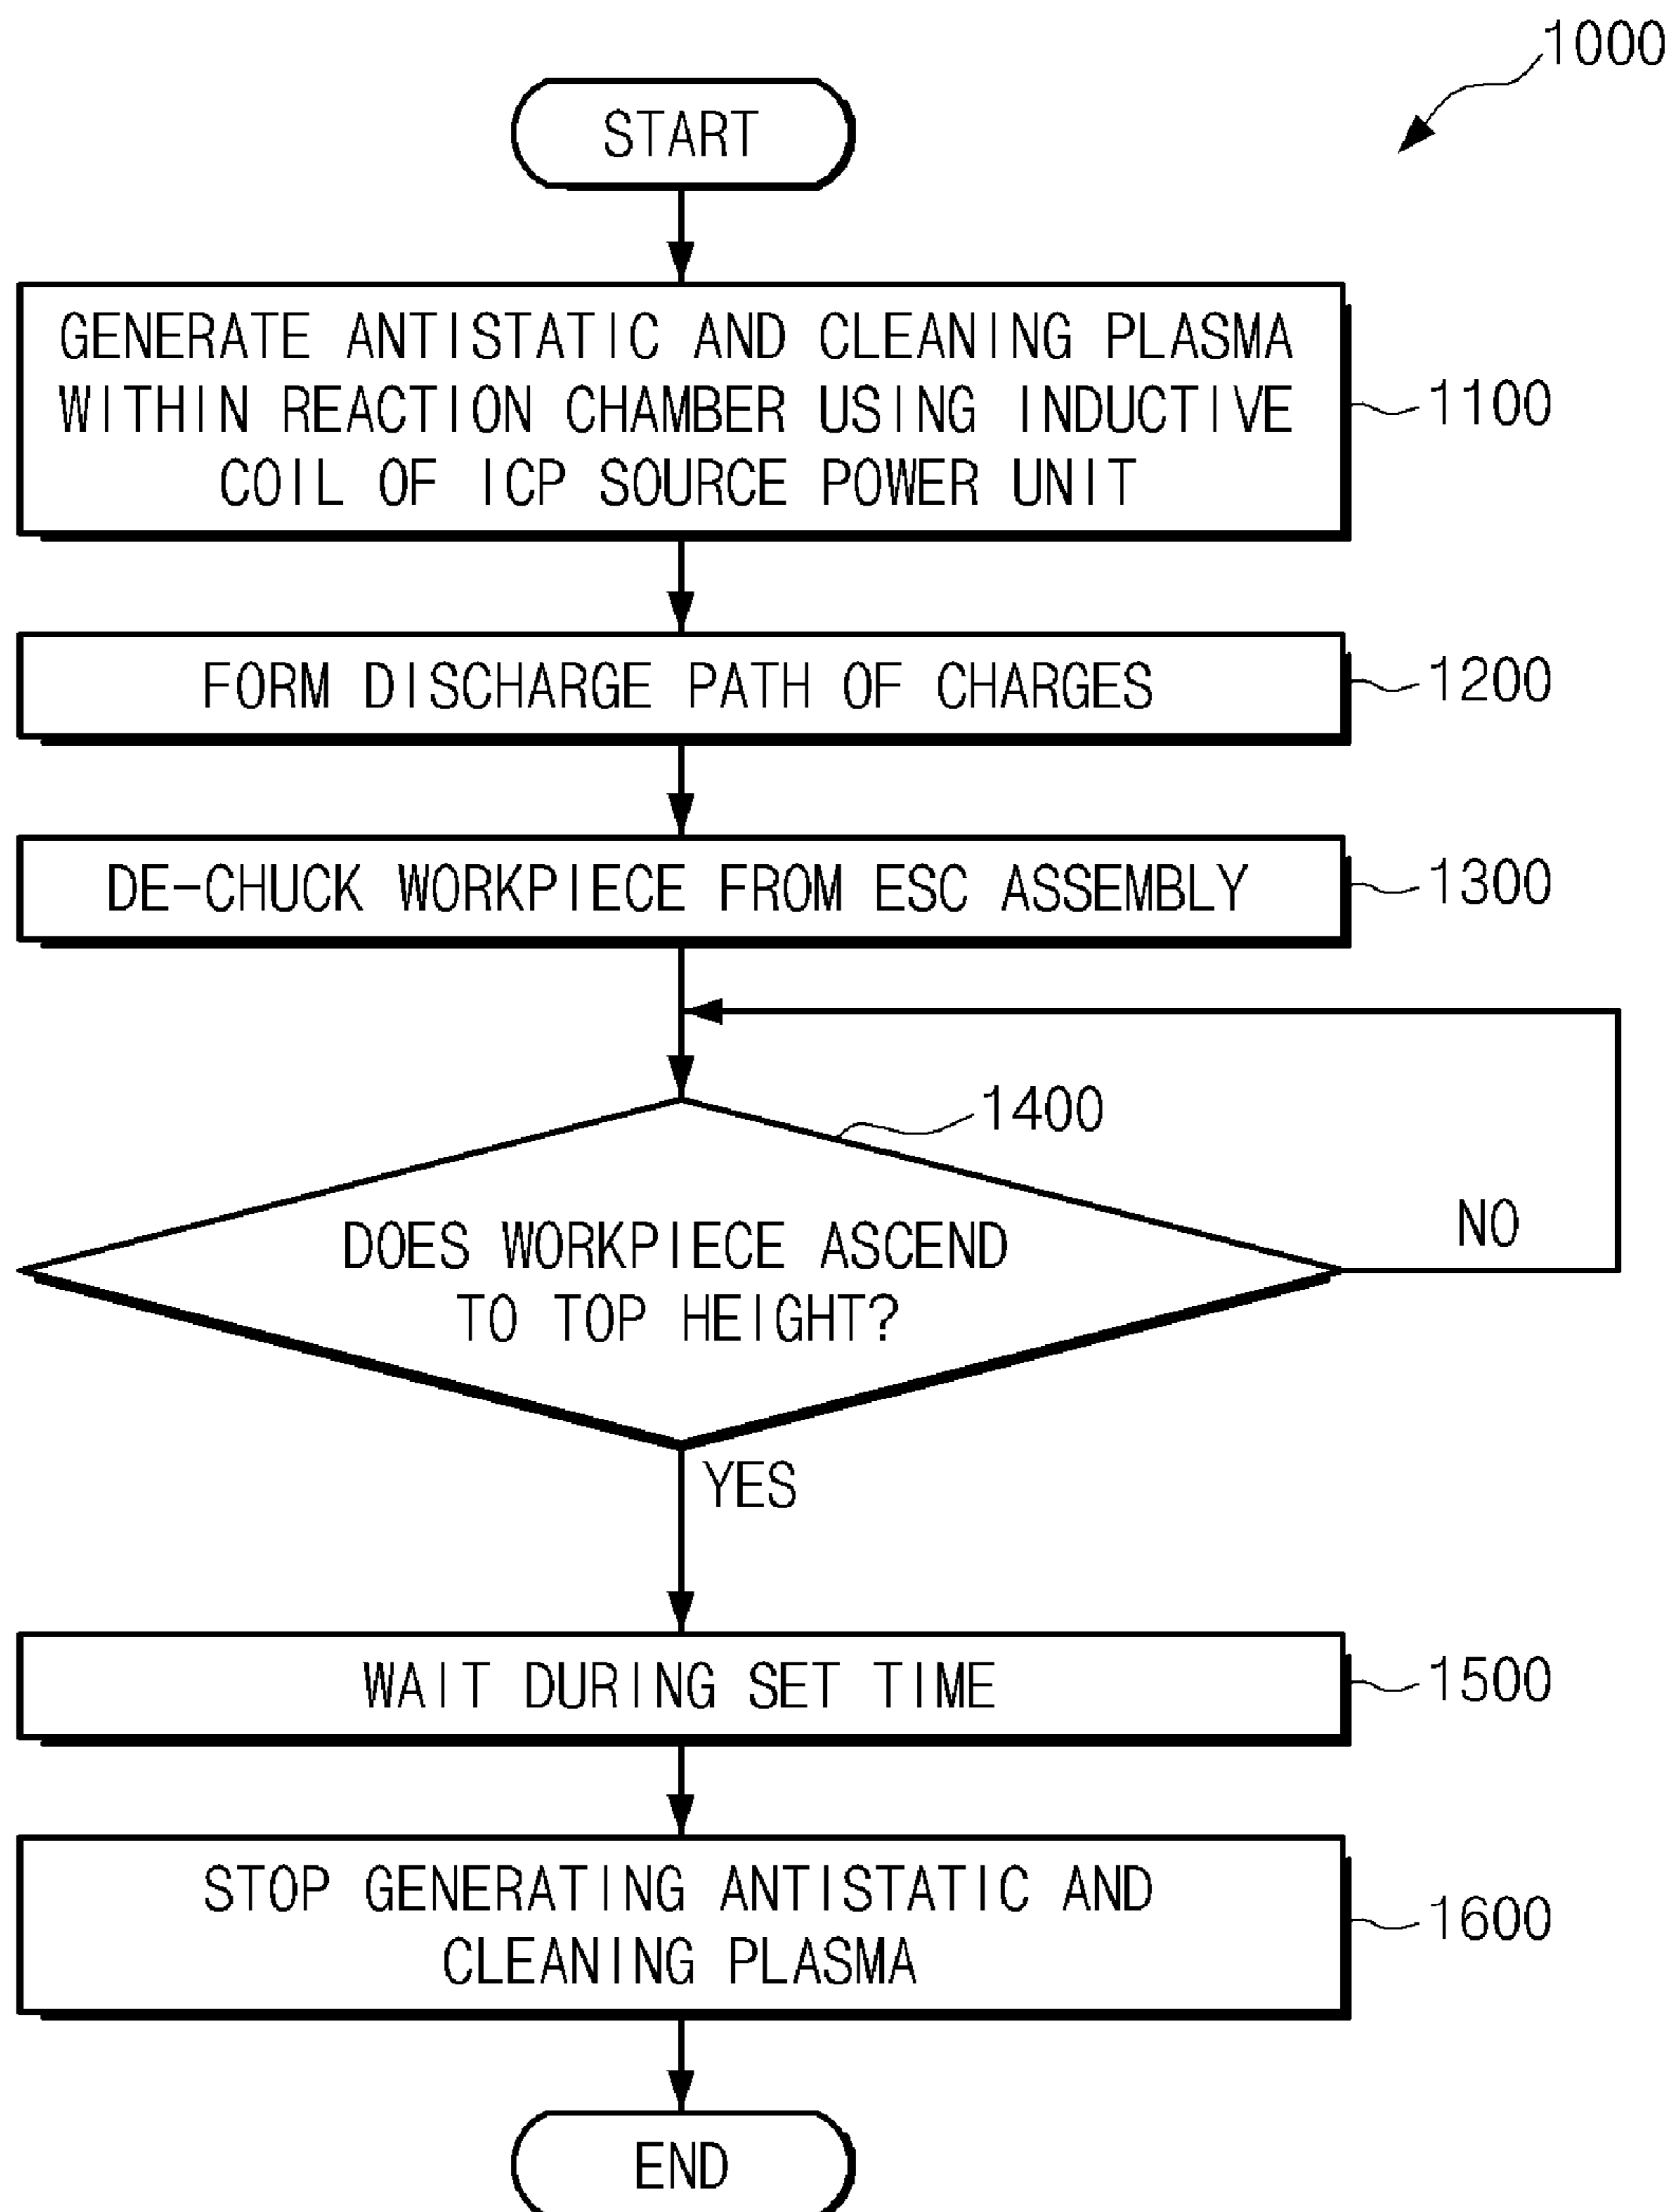 1000
START
GENERATE ANTISTATIC AND CLEANING PLASMA
WITHIN REACTION CHAMBER USING INDUCTIVE
COIL OF ICP SOURCE POWER UNIT
1100
FORM DISCHARGE PATH OF CHARGES
1200
DE-CHUCK WORKPIECE FROM ESC ASSEMBLY
1300
1400
DOES WORKPIECE ASCEND
TO TOP HEIGHT?
NO
YES
WAIT DURING SET TIME
1500
STOP GENERATING ANTISTATIC AND
CLEANING PLASMA
1600
END